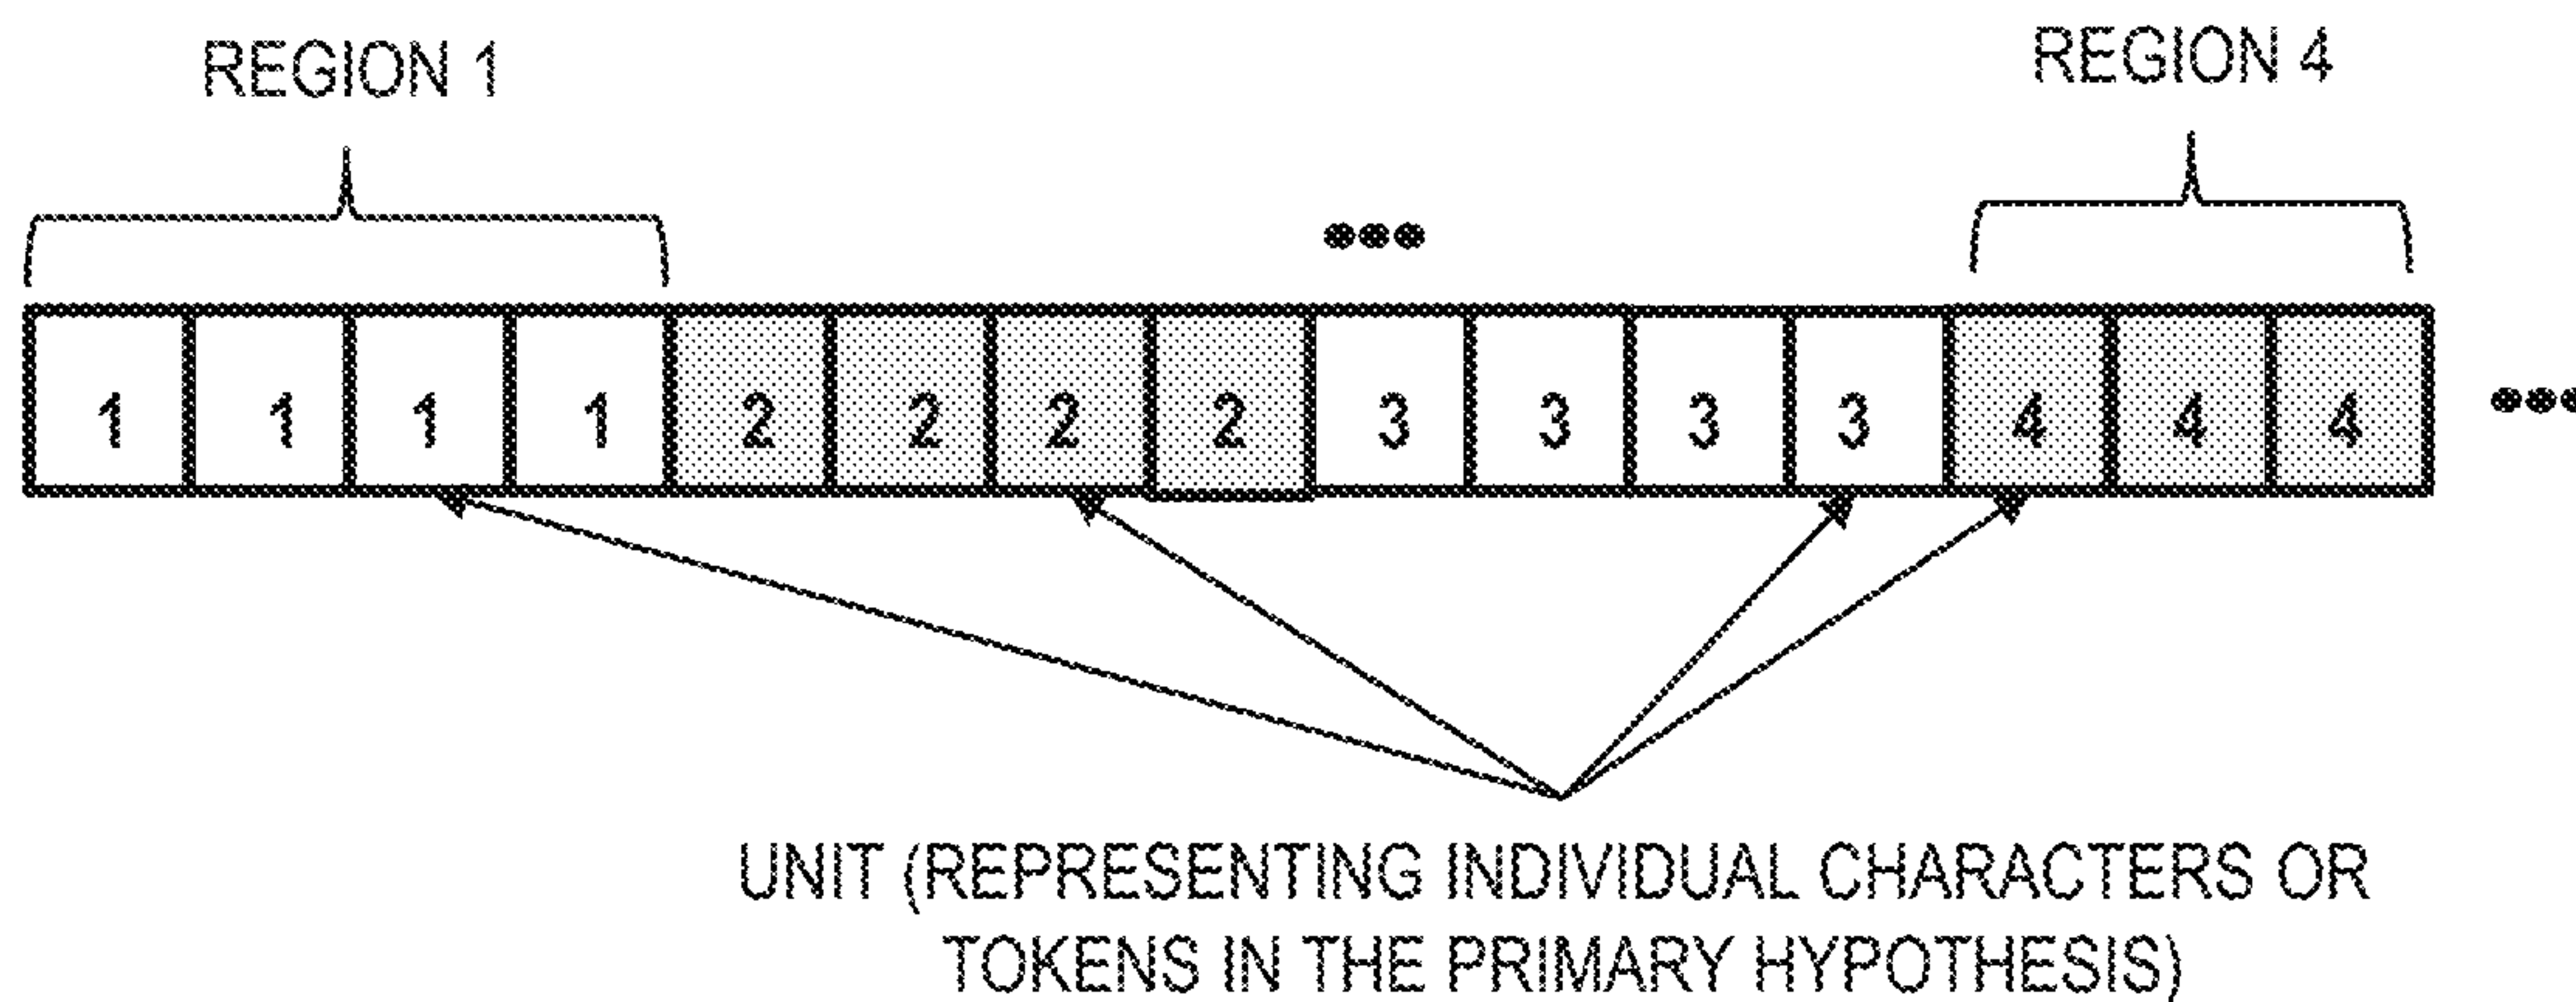 REGION 1 REGION 4
•••
1 1 1 1 2 2 2 2 3 3 3 3 4 4 4 •••
UNIT (REPRESENTING INDIVIDUAL CHARACTERS OR
TOKENS IN THE PRIMARY HYPOTHESIS)